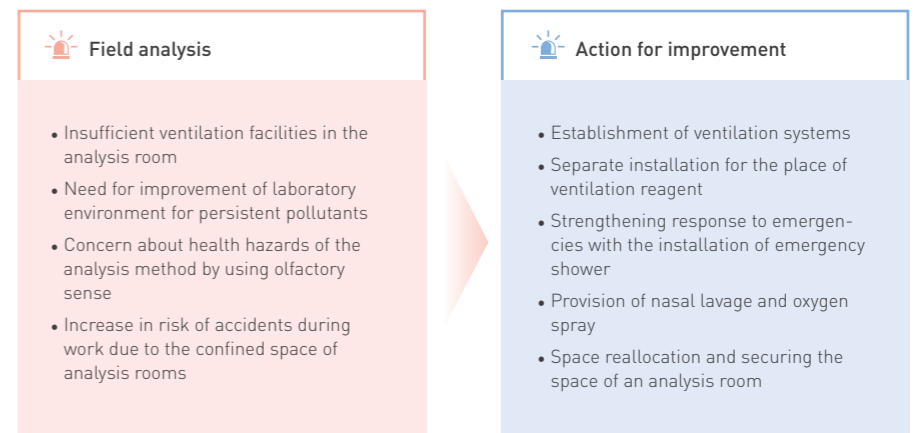 Field analysis
• Insufficient ventilation facilities in the
analysis room
• Need for improvement of laboratory
environment for persistent pollutants
• Concern about health hazards of the
analysis method by using olfactory
sense
• Increase in risk of accidents during
work due to the confined space of
analysis rooms
Action for improvement
• Establishment of ventilation systems
• Separate installation for the place of
ventilation reagent
• Strengthening response to emergen-
cies with the installation of emergency
shower
• Provision of nasal lavage and oxygen
spray
• Space reallocation and securing the
space of an analysis room